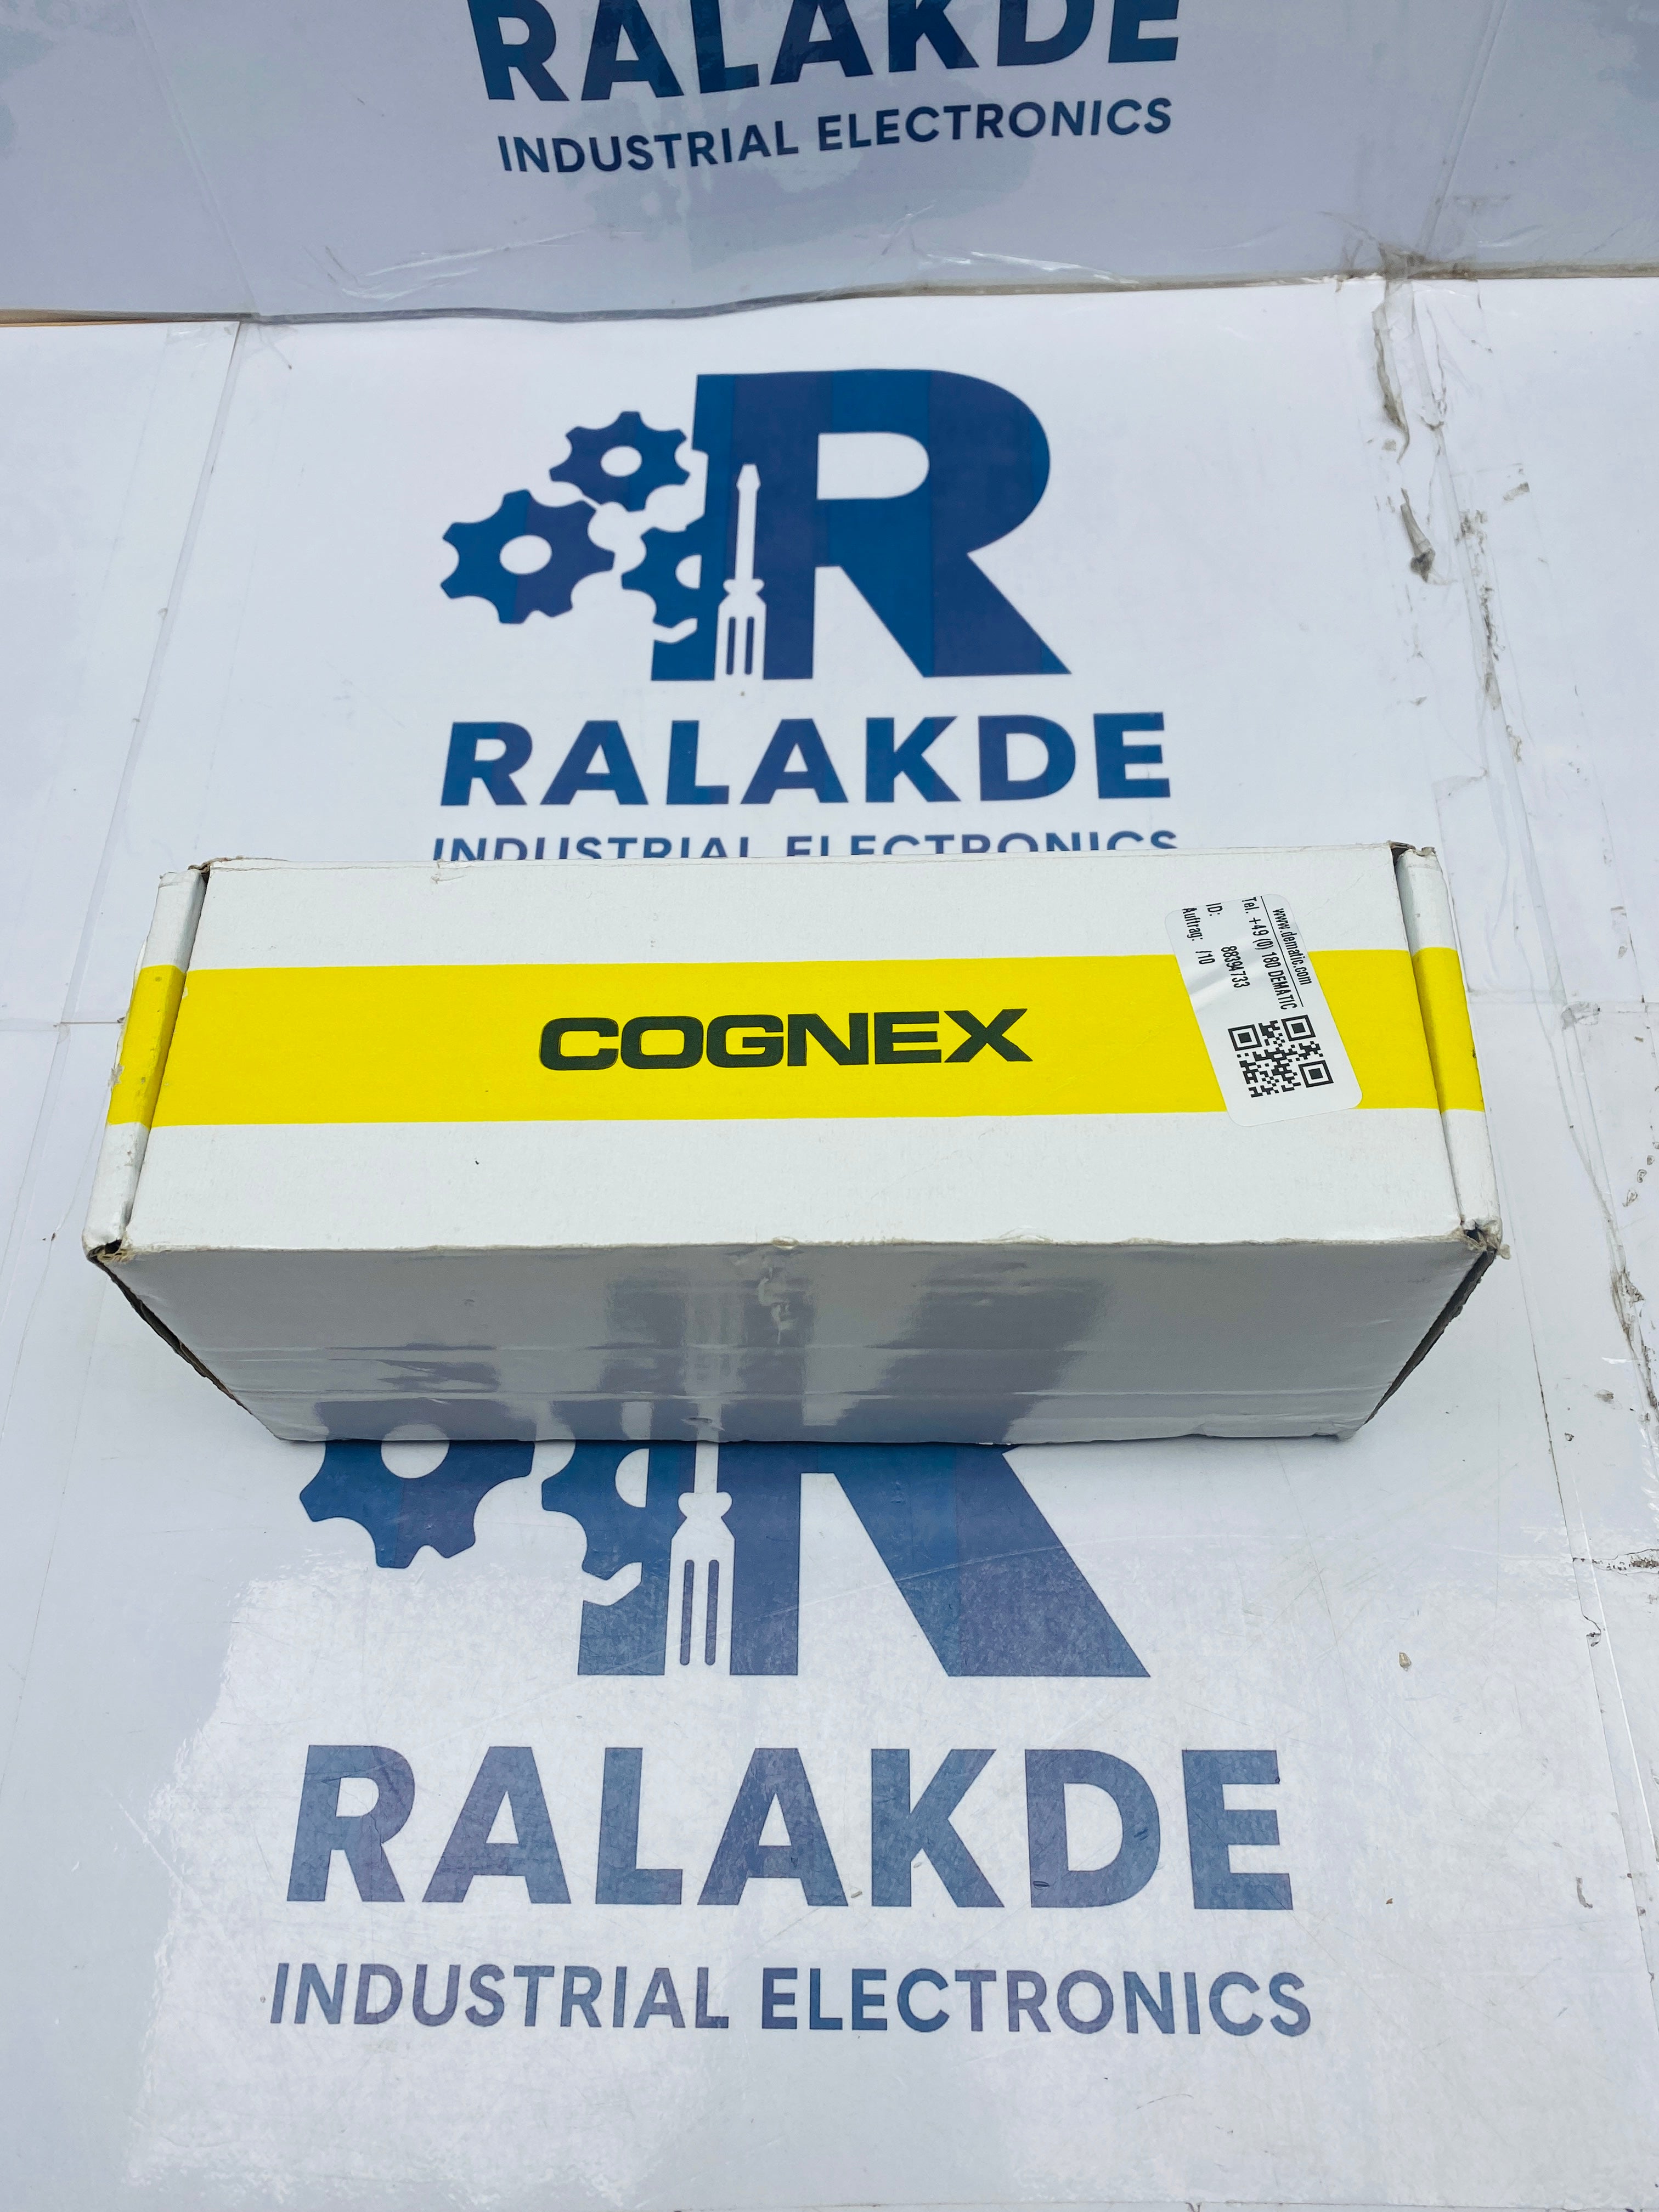 RALAKDE
INDUSTRIAL ELECTRONICS
R
RALAKDE
INDUSTRIAL ELECTRONICS
COGNEX
www.dematic.com
Tel. +49 (0) 180 DEMATIC
ID: 88394733
Auftrag: /10
R
RALAKDE
INDUSTRIAL ELECTRONICS